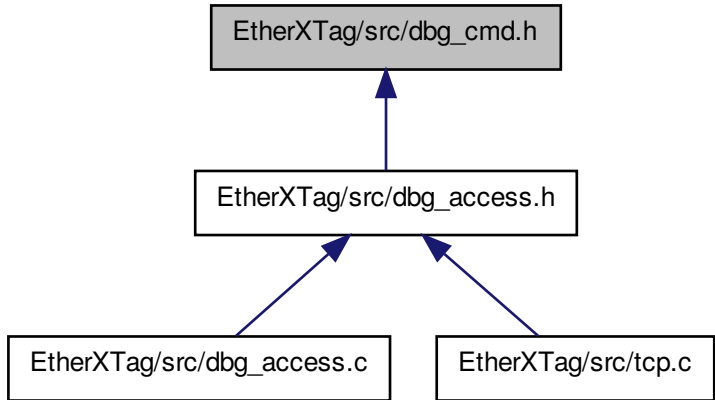 EtherXTag/src/dbg_cmd.h
EtherXTag/src/dbg_access.h
EtherXTag/src/dbg_access.c
EtherXTag/src/tcp.c